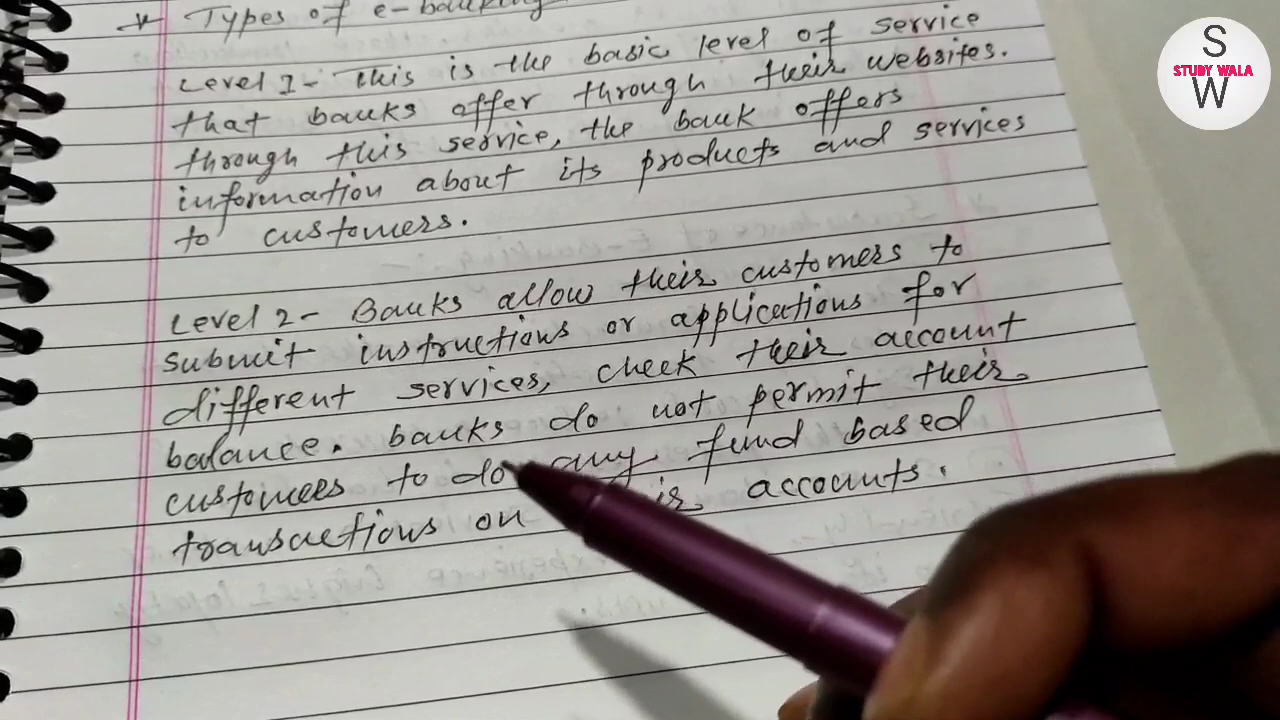 * Types of e-banking
Level 1- This is the basic level of service
that banks offer through their websites.
through this service, the bank offers
information about its products and services
to customers.
Level 2- Banks allow their customers to
submit instructions or applications for
different services, check their account
balance. banks do not permit their
customers to do any fund based
transactions on accounts.
S
STUDY WALA
W